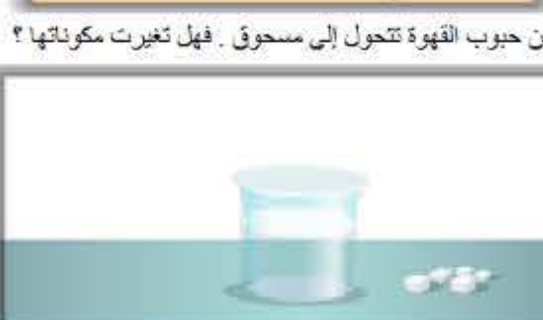 ن حبوب القهوة تتحول إلى مسحوق . فهل تغيرت مكوناتها ؟